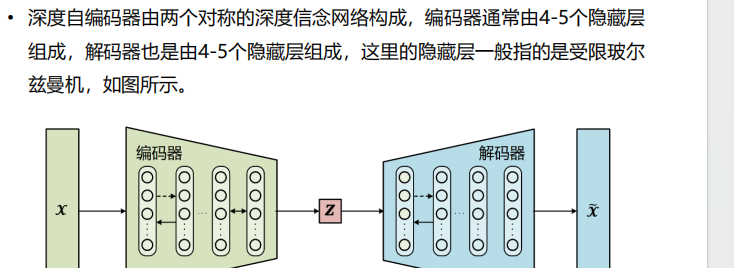 • 深度自编码器由两个对称的深度信念网络构成，编码器通常由4-5个隐藏层
组成，解码器也是由4-5个隐藏层组成，这里的隐藏层一般指的是受限玻尔
兹曼机，如图所示。
编码器
解码器
x
Z
x̃